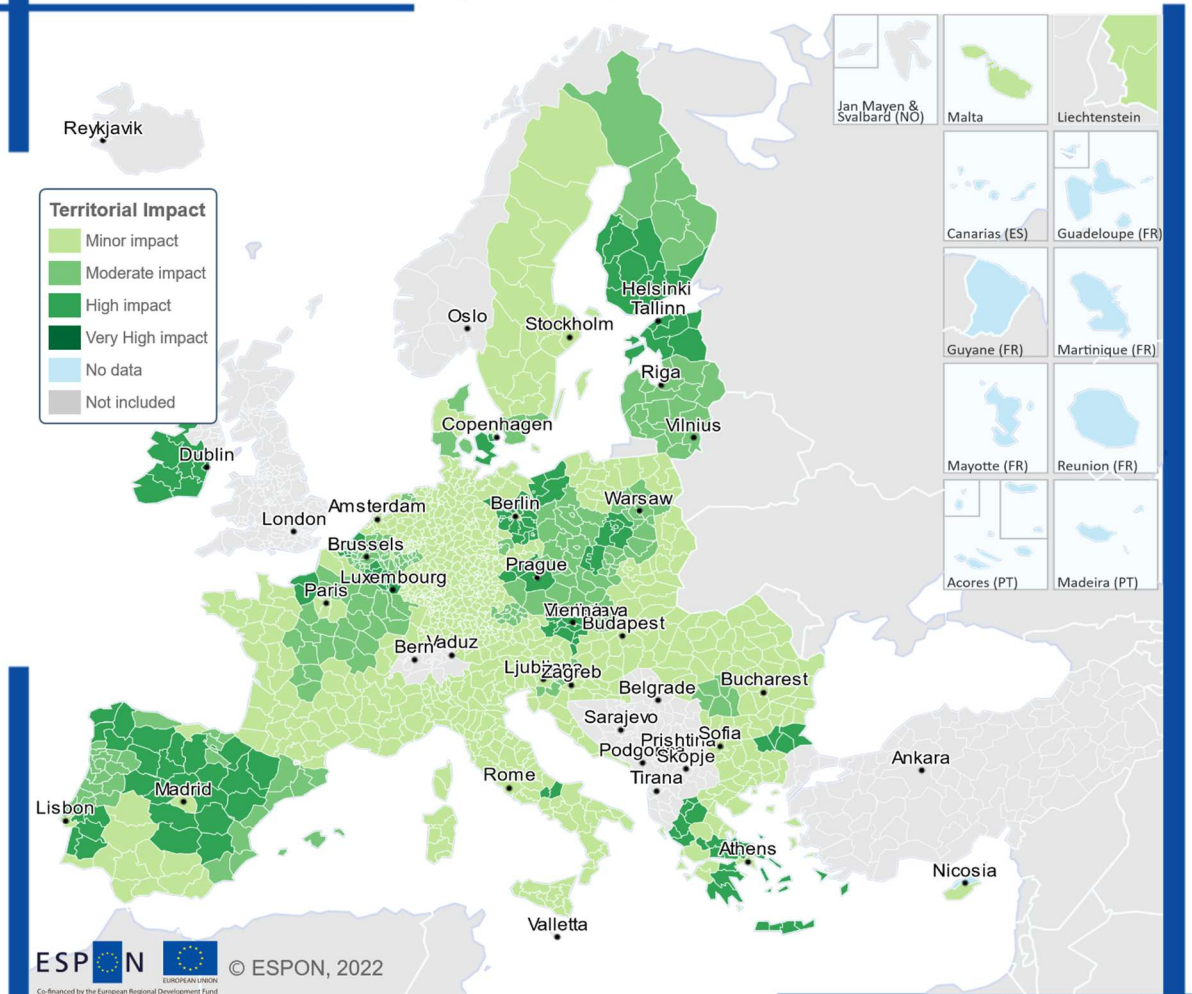 Reykjavik
Territorial Impact
Minor impact
Moderate impact
High impact
Very High impact
No data
Not included
Jan Mayen &
Svalbard (NO)
Malta
Liechtenstein
Canarias (ES)
Guadeloupe (FR)
Guyane (FR)
Martinique (FR)
Mayotte (FR)
Reunion (FR)
Acores (PT)
Madeira (PT)
Helsinki
Tallinn
Oslo
Stockholm
Riga
Copenhagen
Vilnius
Dublin
Berlin
Warsaw
Amsterdam
London
Brussels
Prague
Luxembourg
Paris
Budapest
Bern
Vaduz
Zagreb
Bucharest
Belgrade
Sarajevo
Sofia
Prishtina
Skopje
Tirana
Ankara
Rome
Madrid
Lisbon
Athens
Nicosia
Valletta
ESPON
EUROPEAN UNION
© ESPON, 2022
Co-financed by the European Regional Development Fund